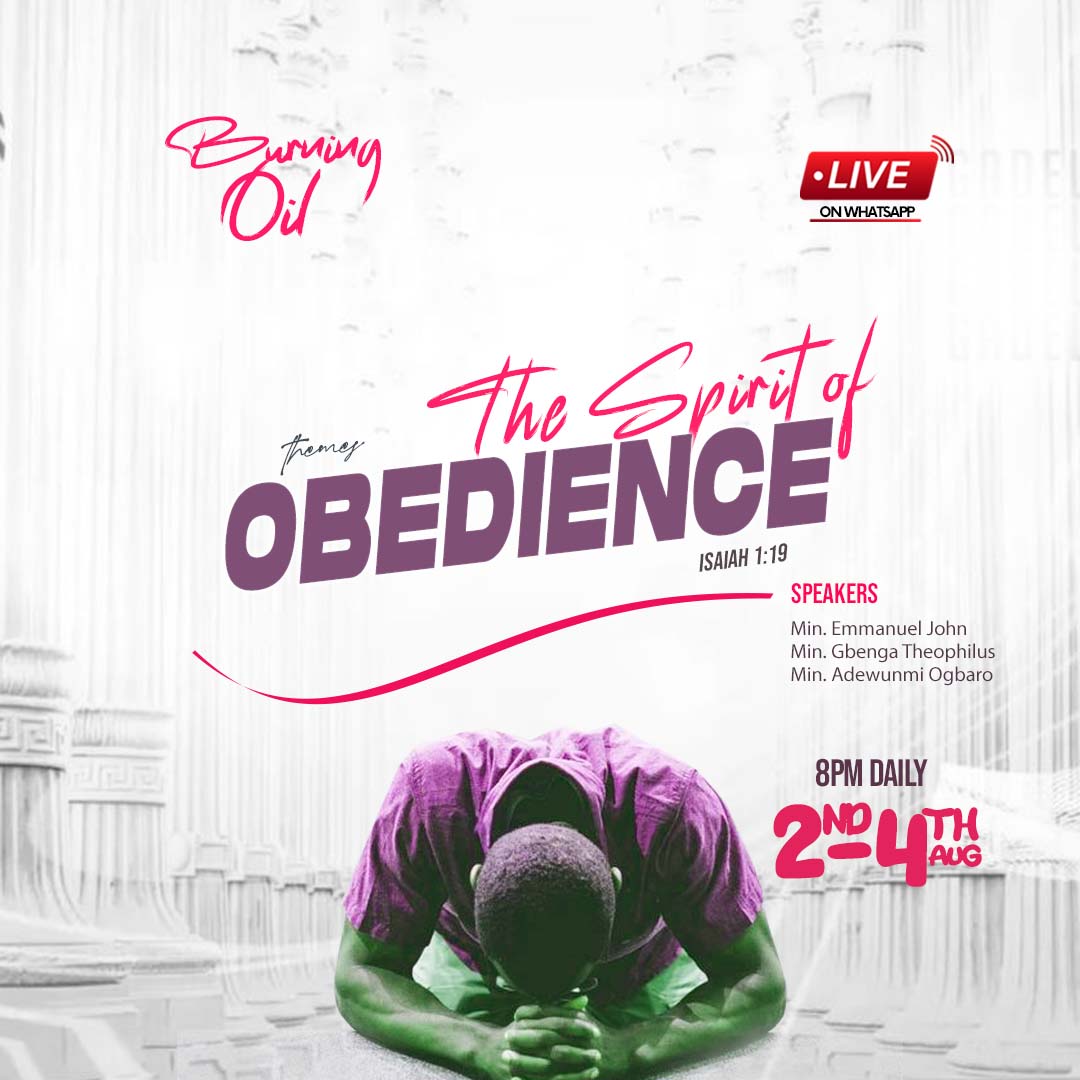 Burning
Oil
LIVE
ON WHATSAPP
The Spirit of
themes
OBEDIENCE
ISAIAH 1:19
SPEAKERS
Min. Emmanuel John
Min. Gbenga Theophilus
Min. Adewunmi Ogbaro
8PM DAILY
2ND-4TH
AUG